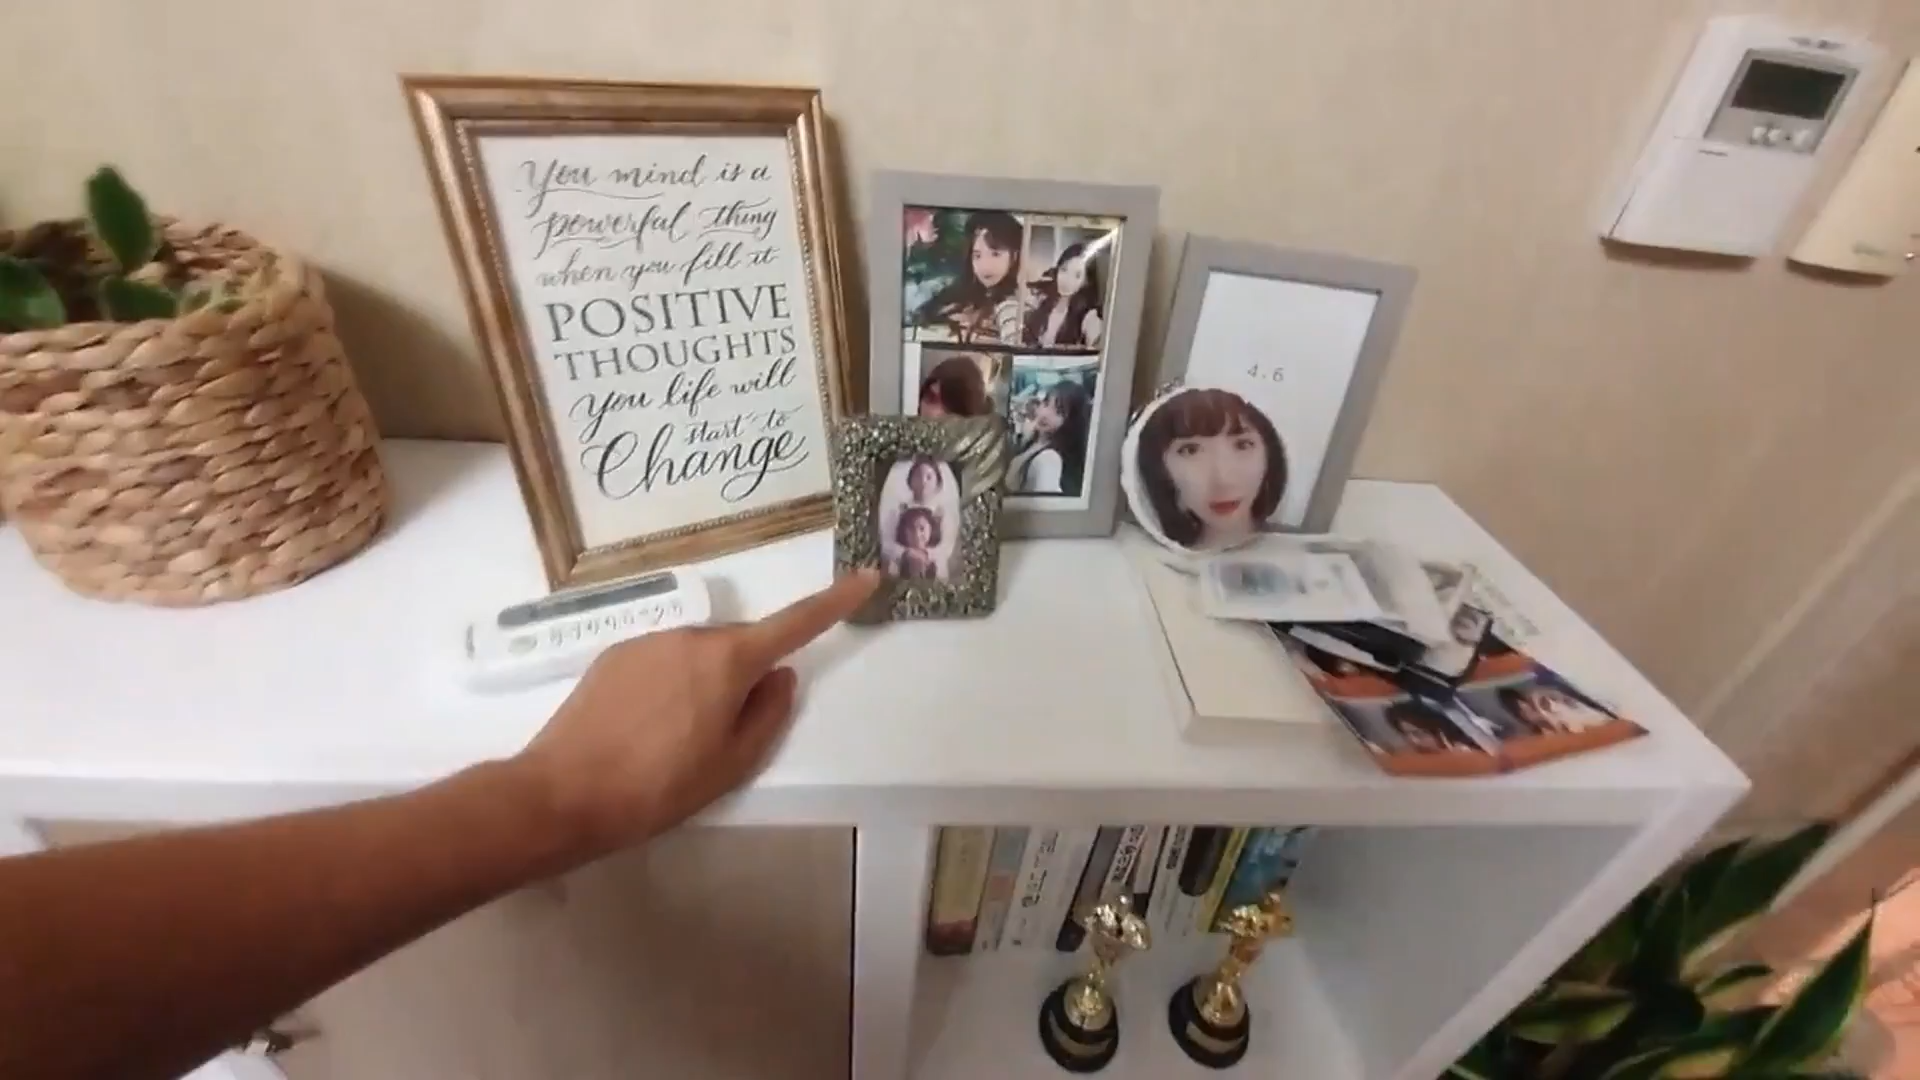 You mind is a
powerful thing
when you fill it
POSITIVE
THOUGHTS
you life will
start to
Change
4.6